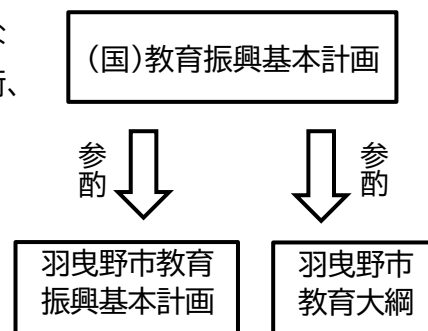 (国)教育振興基本計画
参酌
参酌
羽曳野市教育
振興基本計画
羽曳野市
教育大綱